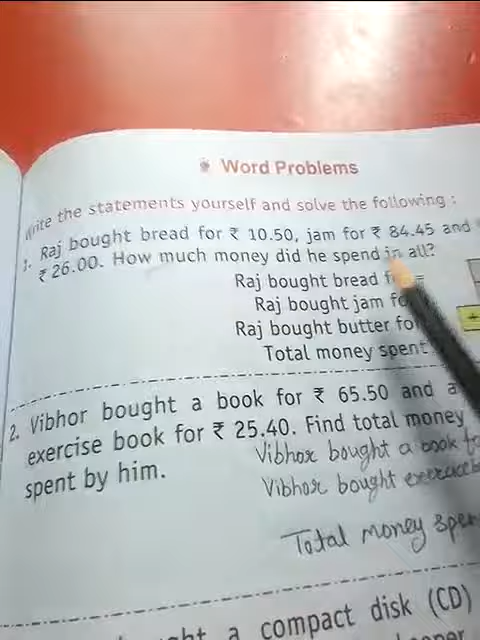 Word Problems
Write the statements yourself and solve the following :
1. Raj bought bread for ₹ 10.50, jam for ₹ 84.45 and
₹ 26.00. How much money did he spend in all?
Raj bought bread =
Raj bought jam
Raj bought butter
Total money spent
+
2. Vibhor bought a book for ₹ 65.50 and
exercise book for ₹ 25.40. Find total money
spent by him.
Vibhor bought a book
Vibhor bought
Total money
a compact disk (CD)